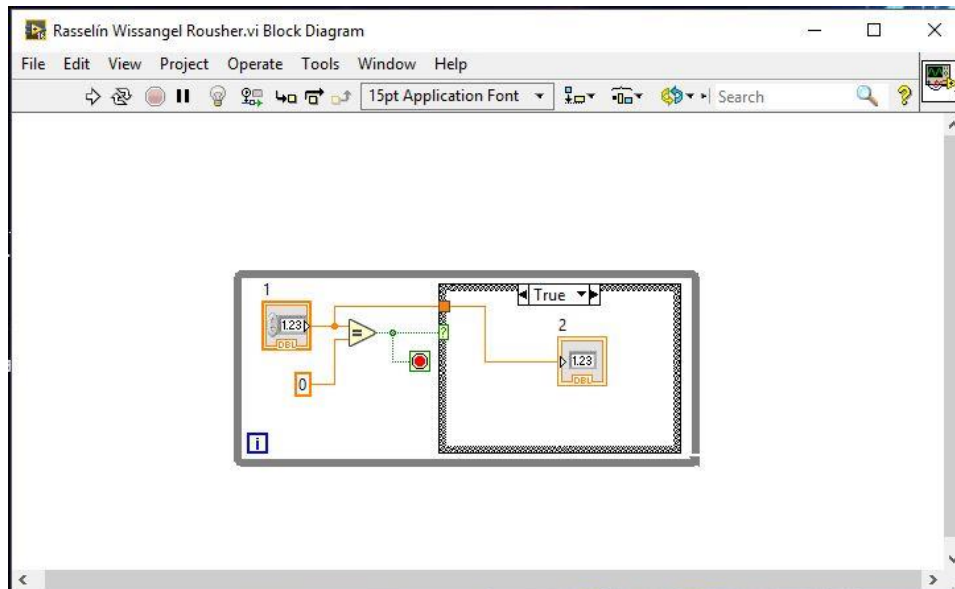 Rasselín Wissangel Rousher.vi Block Diagram
File Edit View Project Operate Tools Window Help
15pt Application Font Search
1
True
1.23
DBL
2
1.23
DBL
0
?
i